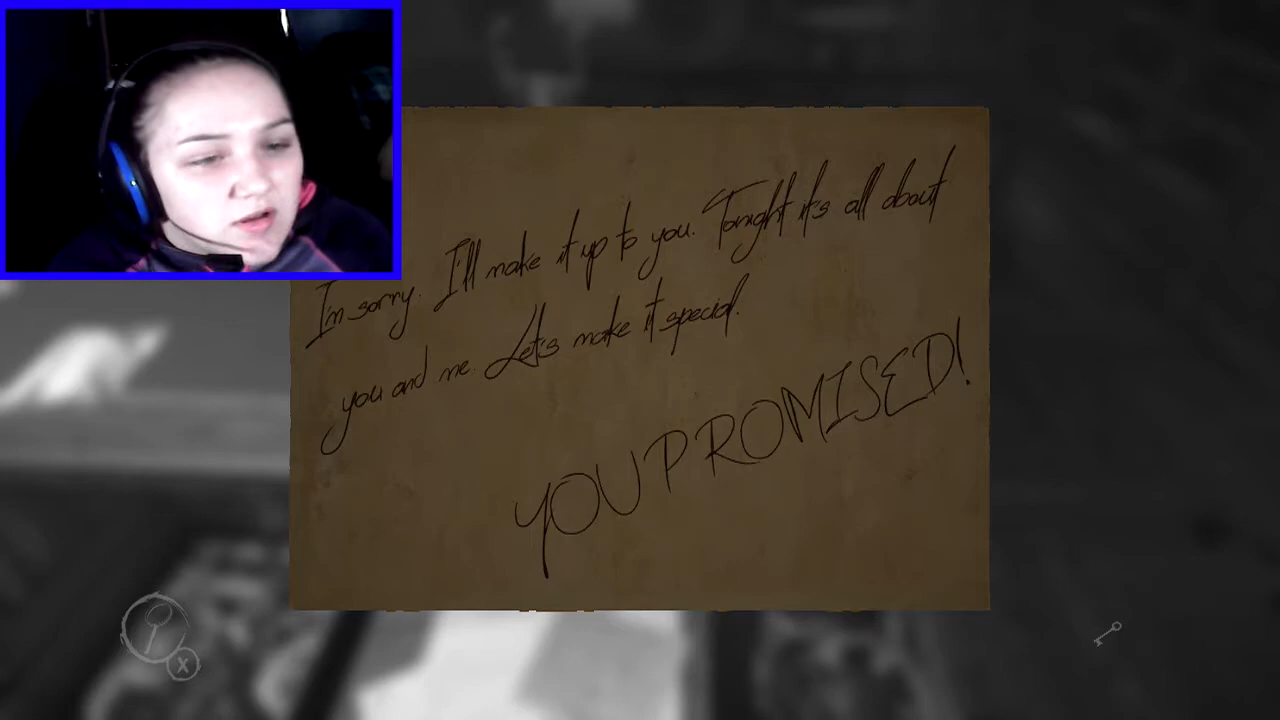 I'm sorry. I'll make it up to you. Tonight it's all about
you and me. Let's make it special.
YOU PROMISED!
X